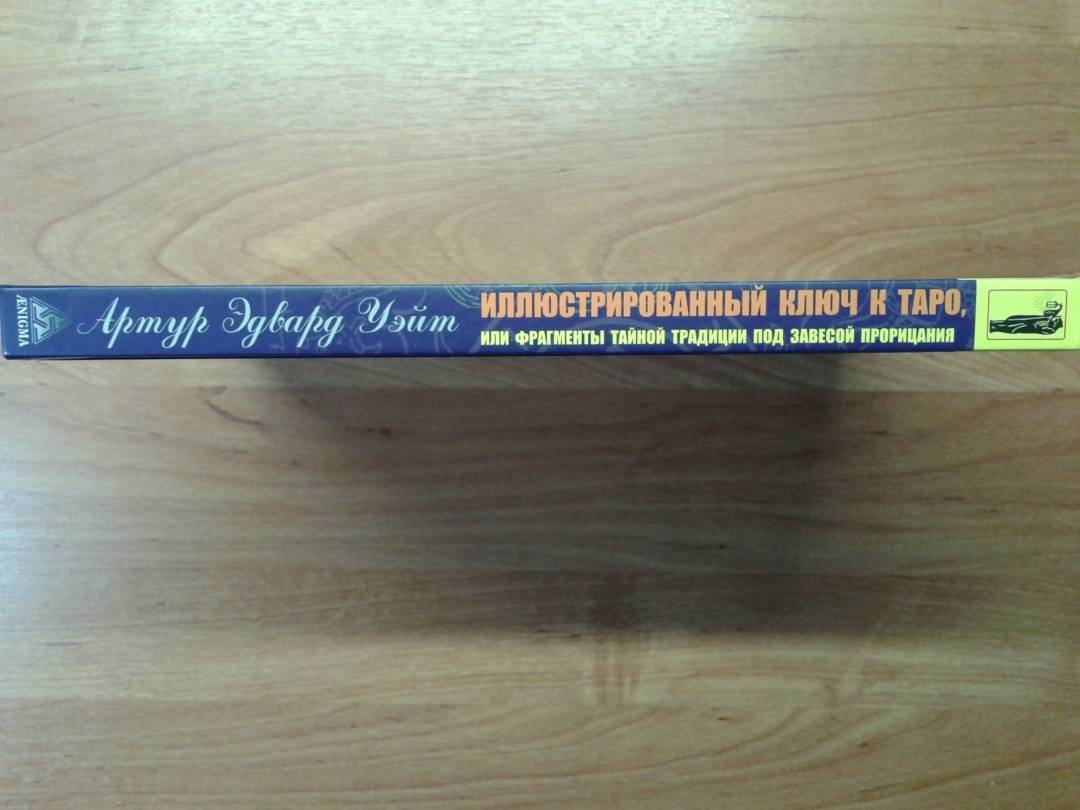 ÆNIGMA
Артур Эдвард Уэйт
ИЛЛЮСТРИРОВАННЫЙ КЛЮЧ К ТАРО,
ИЛИ ФРАГМЕНТЫ ТАЙНОЙ ТРАДИЦИИ ПОД ЗАВЕСОЙ ПРОРИЦАНИЯ